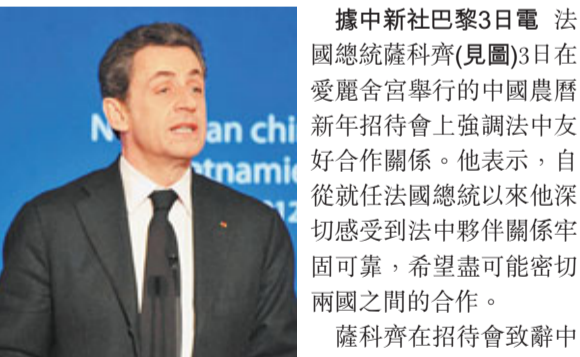 N
an chi
etnamie
012
據中新社巴黎3日電 法
國總統薩科齊(見圖)3日在
愛麗舍宮舉行的中國農曆
新年招待會上強調法中友
好合作關係。他表示，自
從就任法國總統以來他深
切感受到法中夥伴關係牢
固可靠，希望盡可能密切
兩國之間的合作。
薩科齊在招待會致辭中